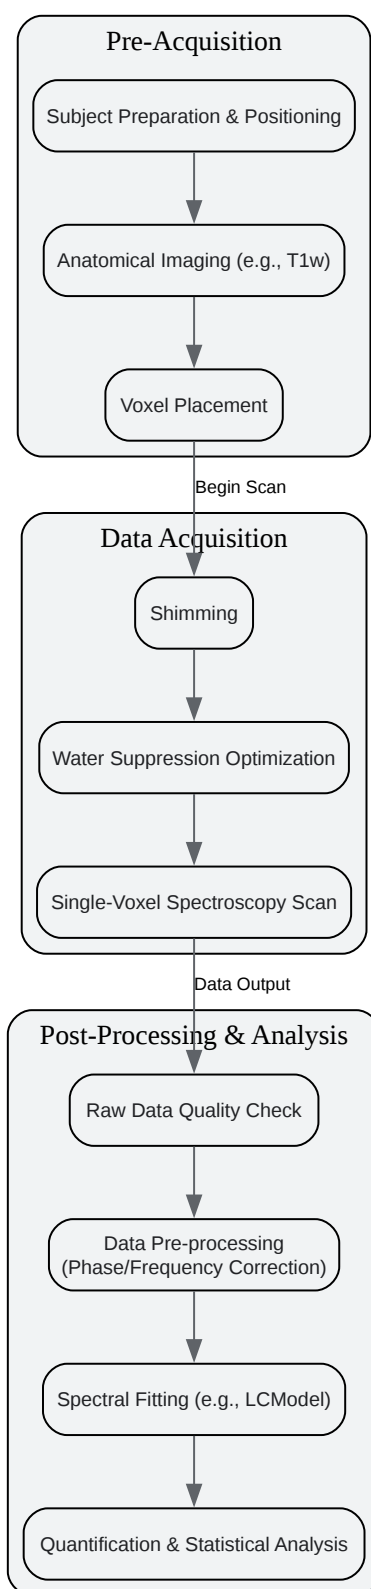 Pre-Acquisition
Subject Preparation & Positioning
Anatomical Imaging (e.g., T1w)
Voxel Placement
Begin Scan
Data Acquisition
Shimming
Water Suppression Optimization
Single-Voxel Spectroscopy Scan
Data Output
Post-Processing & Analysis
Raw Data Quality Check
Data Pre-processing
(Phase/Frequency Correction)
Spectral Fitting (e.g., LCModel)
Quantification & Statistical Analysis